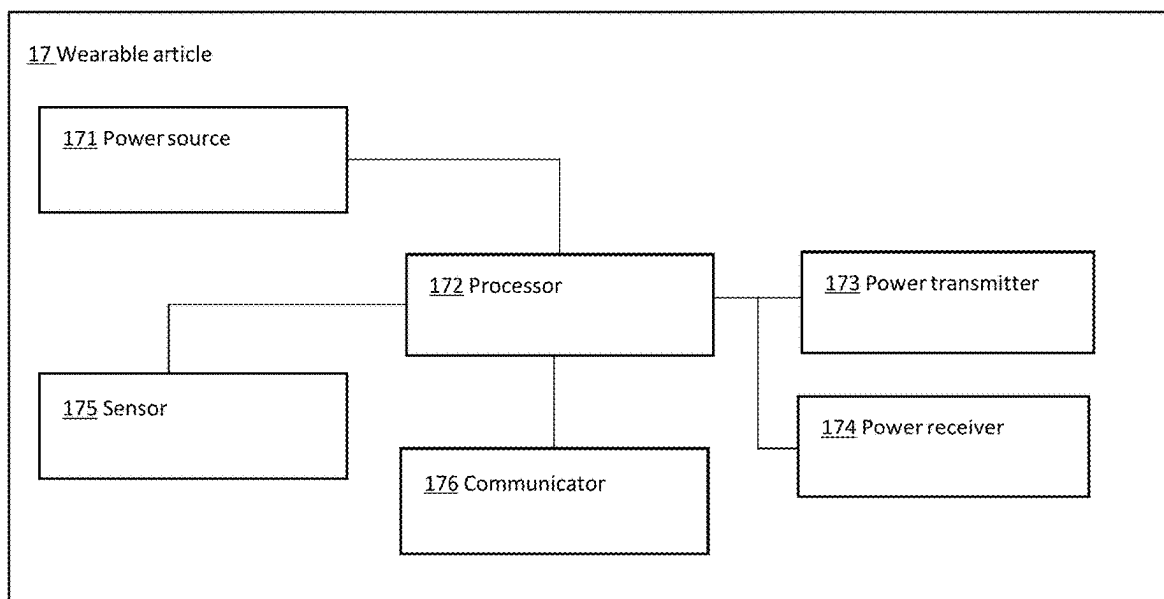 17 Wearable article
171 Power source
172 Processor
173 Power transmitter
175 Sensor
174 Power receiver
176 Communicator